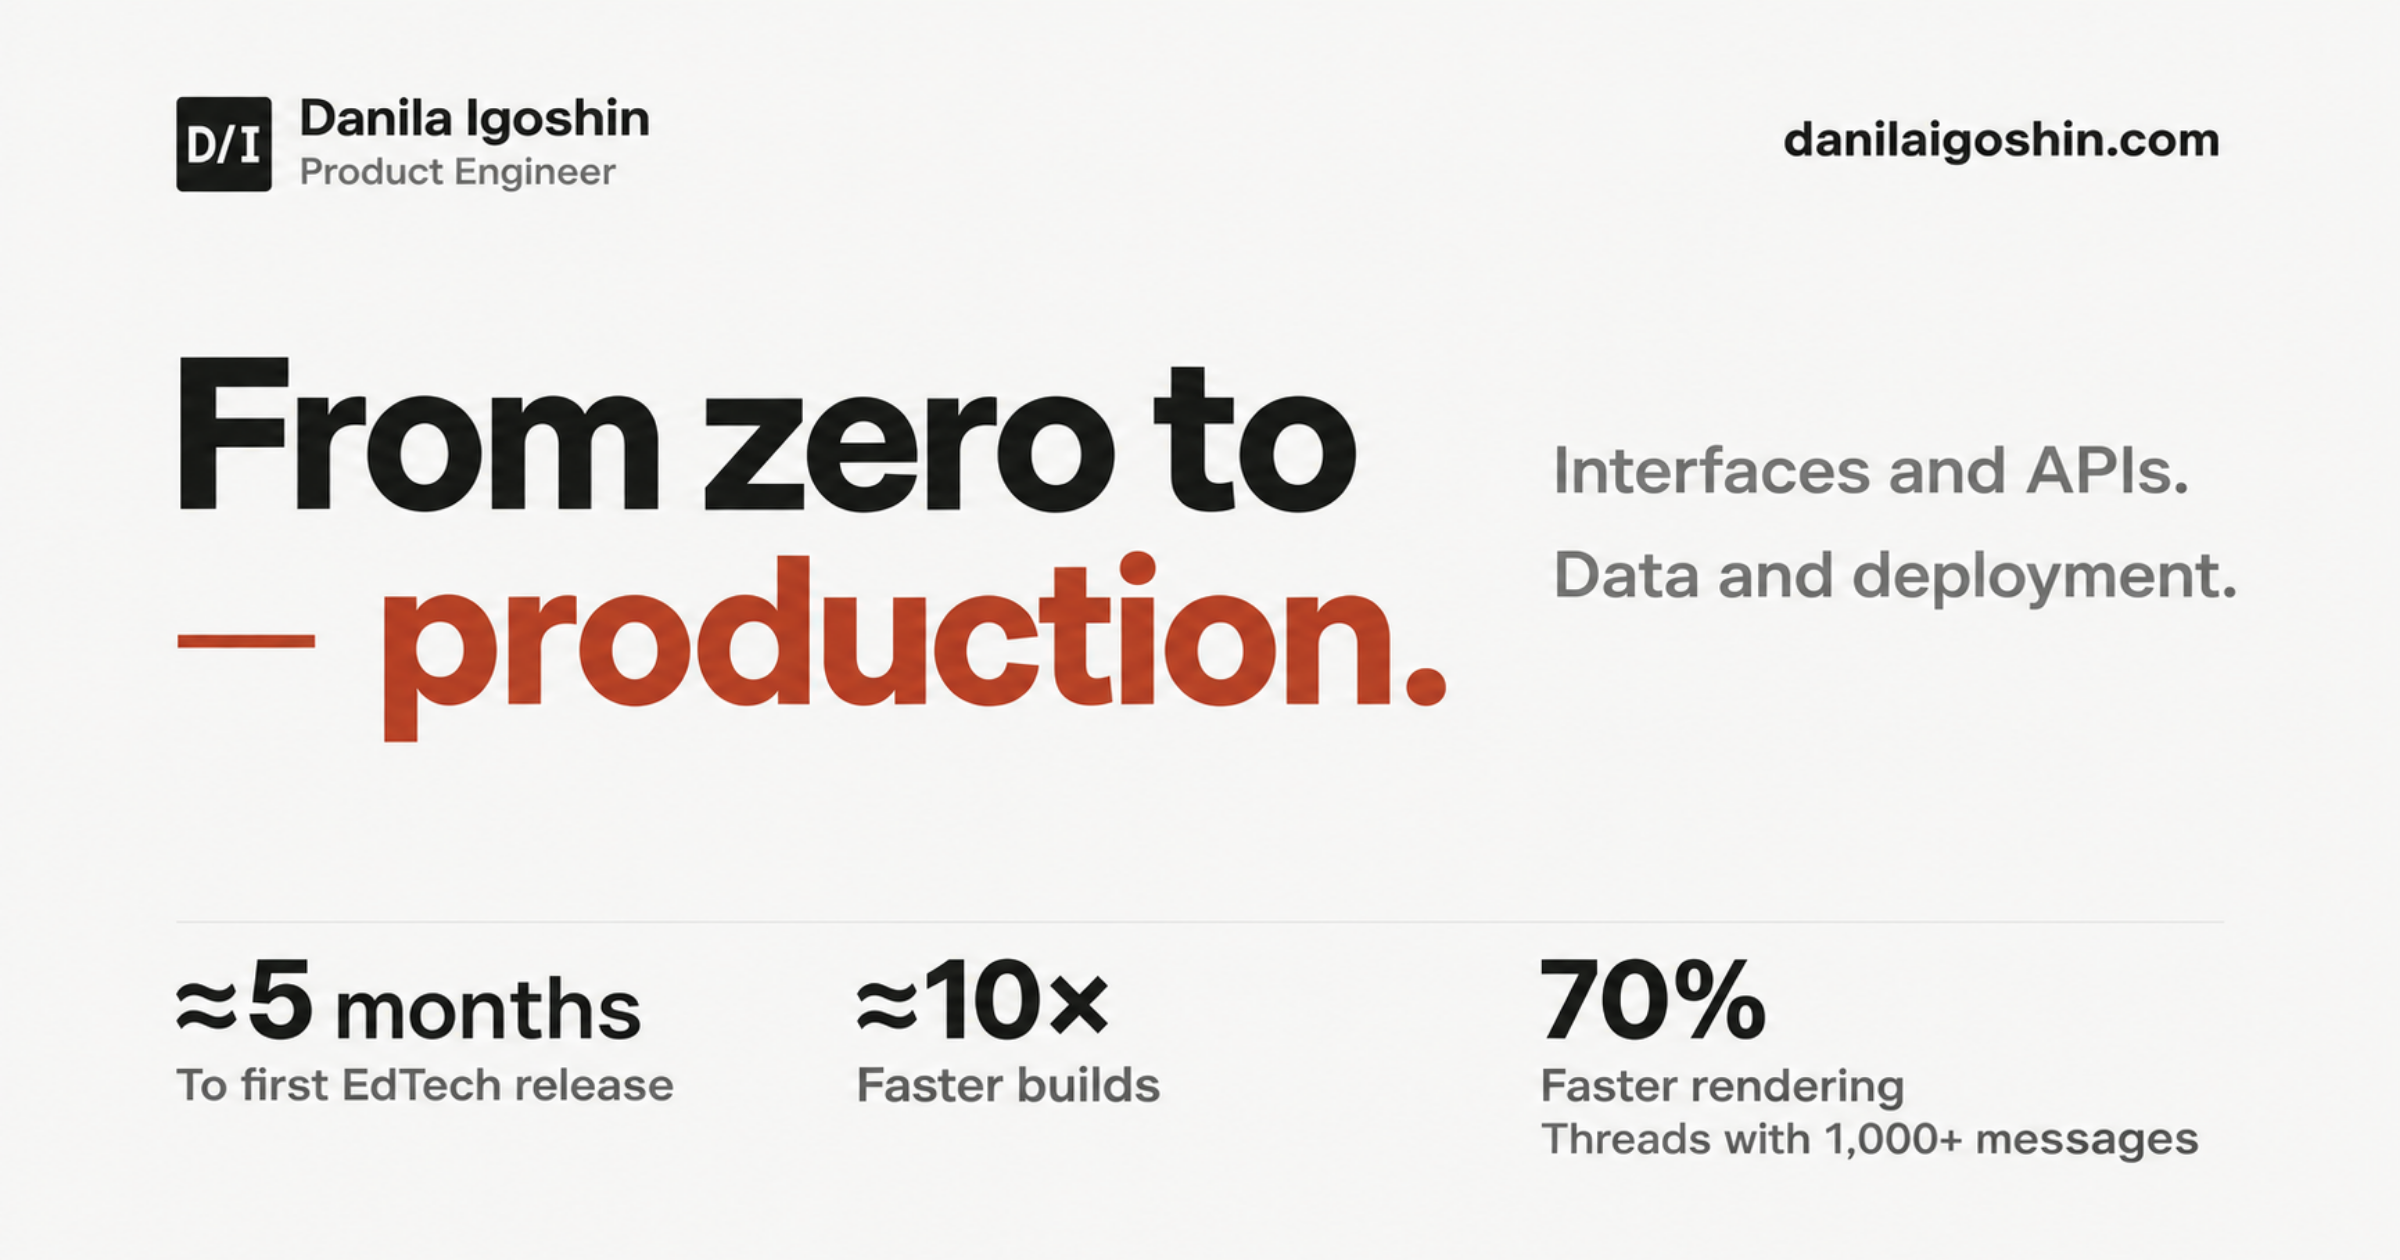 D/I
Danila Igoshin
Product Engineer
danilaigoshin.com
From zero to
— production.
Interfaces and APIs.
Data and deployment.
≈5 months
To first EdTech release
≈10×
Faster builds
70%
Faster rendering
Threads with 1,000+ messages